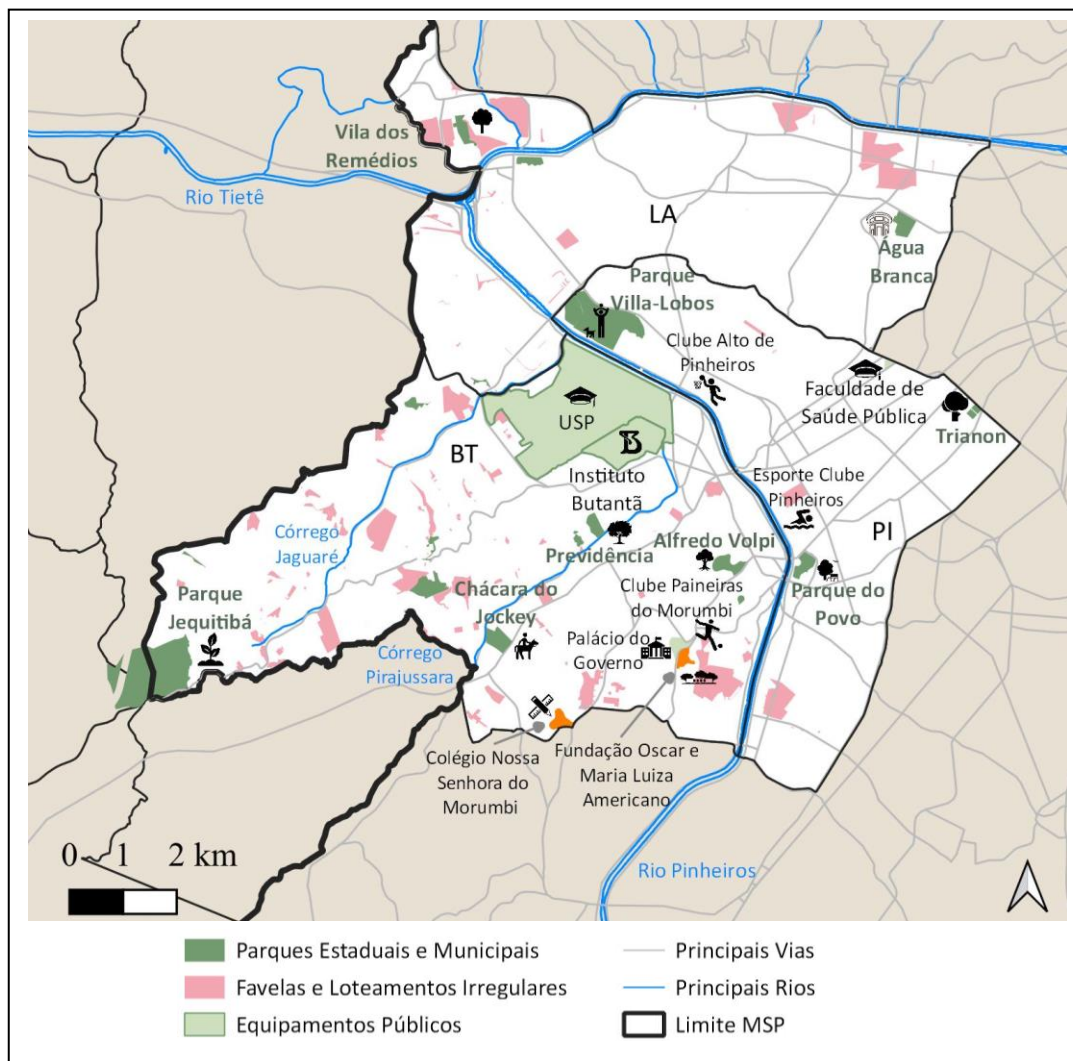 Vila dos
Remédios
Rio Tietê
LA
Água
Branca
Parque
Villa-Lobos
Clube Alto de
Pinheiros
Faculdade de
Saúde Pública
Trianon
USP
BT
Instituto
Butantã
Esporte Clube
Pinheiros
PI
Córrego
Jaguaré
Previdência
Alfredo Volpi
Parque
Jequitibá
Chácara do
Jockey
Clube Paineiras
do Morumbi
Parque do
Povo
Palácio do
Governo
Córrego
Pirajussara
Colégio Nossa
Senhora do
Morumbi
Fundação Oscar e
Maria Luiza
Americano
Rio Pinheiros
0 1 2 km
Parques Estaduais e Municipais
Favelas e Loteamentos Irregulares
Equipamentos Públicos
Principais Vias
Principais Rios
Limite MSP